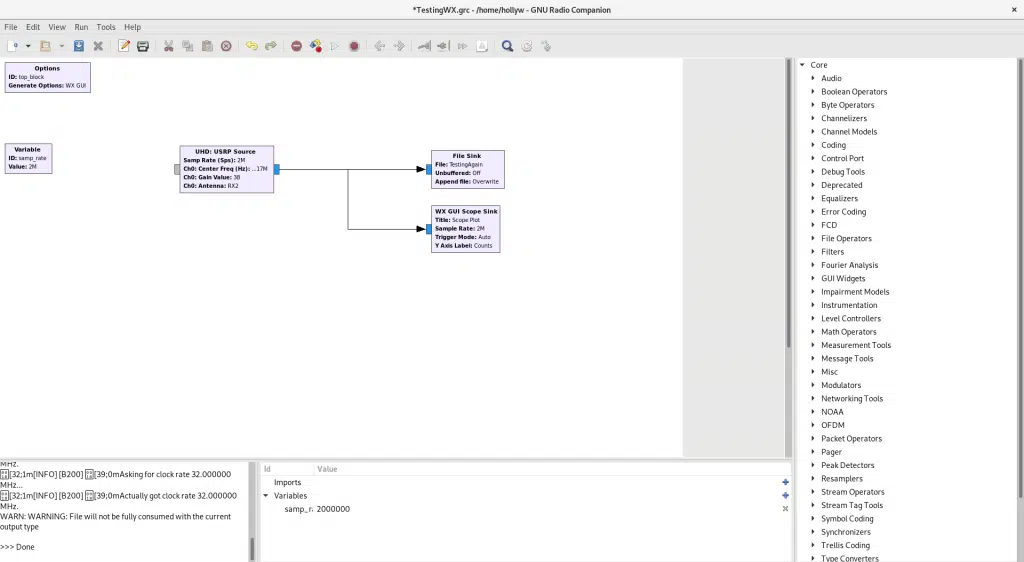 *TestingWX.grc - /home/hollyw - GNU Radio Companion
File Edit View Run Tools Help
Options
ID: top_block
Generate Options: WX GUI
Variable
ID: samp_rate
Value: 2M
UHD: USRP Source
Samp Rate (Sps): 2M
Ch0: Center Freq (Hz): ...17M
Ch0: Gain Value: 38
Ch0: Antenna: RX2
File Sink
File: TestingAgain
Unbuffered: Off
Append file: Overwrite
WX GUI Scope Sink
Title: Scope Plot
Sample Rate: 2M
Trigger Mode: Auto
Y Axis Label: Counts
Core
Audio
Boolean Operators
Byte Operators
Channelizers
Channel Models
Coding
Control Port
Debug Tools
Deprecated
Equalizers
Error Coding
FCD
File Operators
Filters
Fourier Analysis
GUI Widgets
Impairment Models
Instrumentation
Level Controllers
Math Operators
Measurement Tools
Message Tools
Misc
Modulators
Networking Tools
NOAA
OFDM
Packet Operators
Pager
Peak Detectors
Resamplers
Stream Operators
Stream Tag Tools
Symbol Coding
Synchronizers
Trellis Coding
Type Converters
MHz.
[32;1m[INFO] [B200] [39;0mAsking for clock rate 32.000000
MHz...
[32;1m[INFO] [B200] [39;0mActually got clock rate 32.000000
MHz.
WARN: WARNING: File will not be fully consumed with the current
output type
>>> Done
Id Value
Imports
Variables
samp_r: 2000000